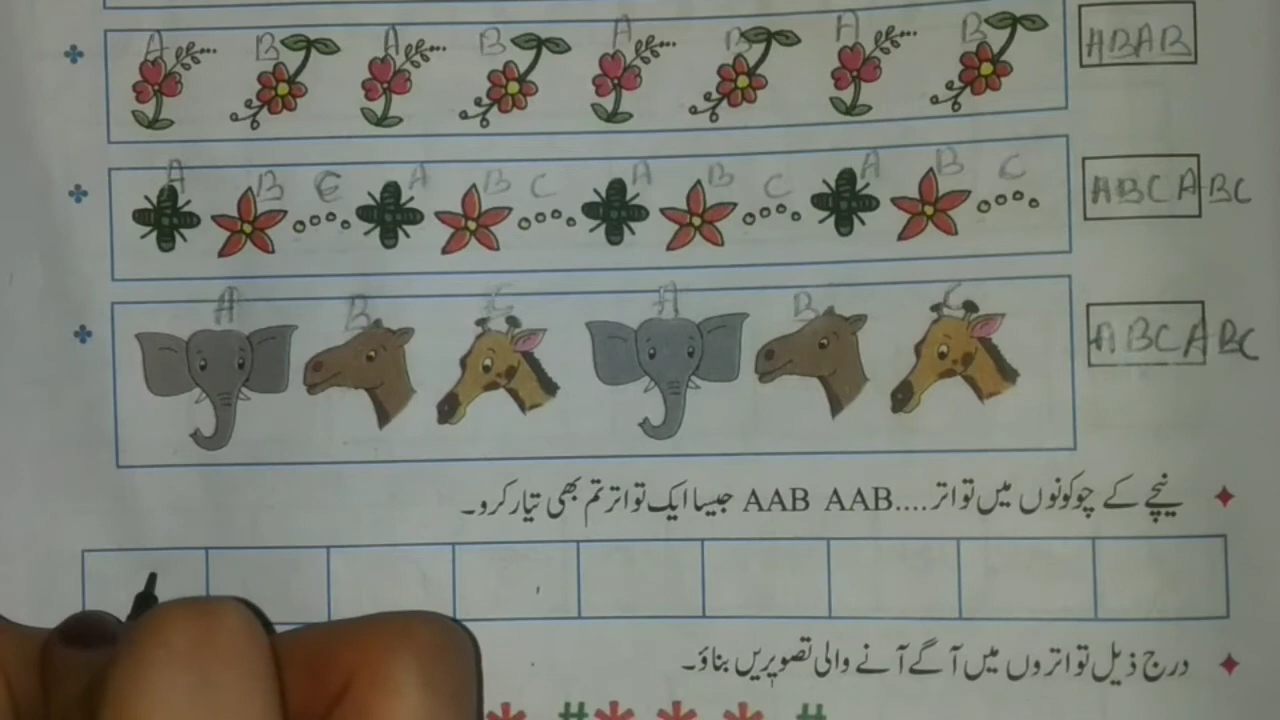 A B A B A B A B ABAB
A B C A B C A B C A B C ABCABC
A B C A B C ABCABC
نیچے کے چوکونوں میں تواتر....AAB AAB جیسا ایک تواتر تم بھی تیار کرو۔
درج ذیل تواتروں میں آگے آنے والی تصویریں بناؤ۔